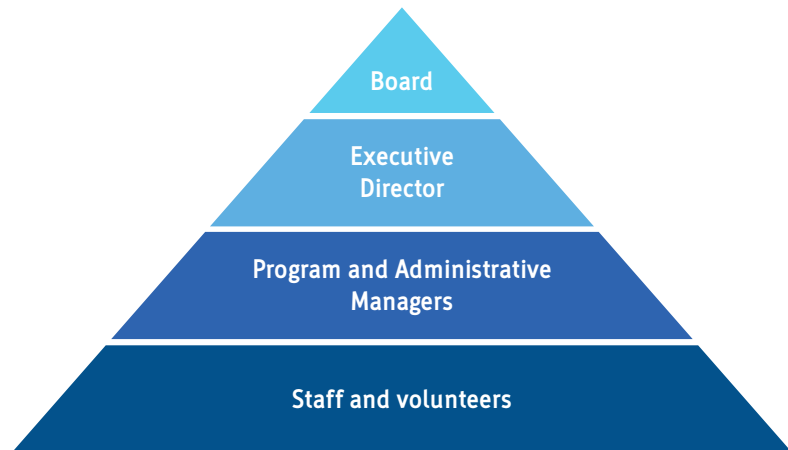 Board
Executive
Director
Program and Administrative
Managers
Staff and volunteers